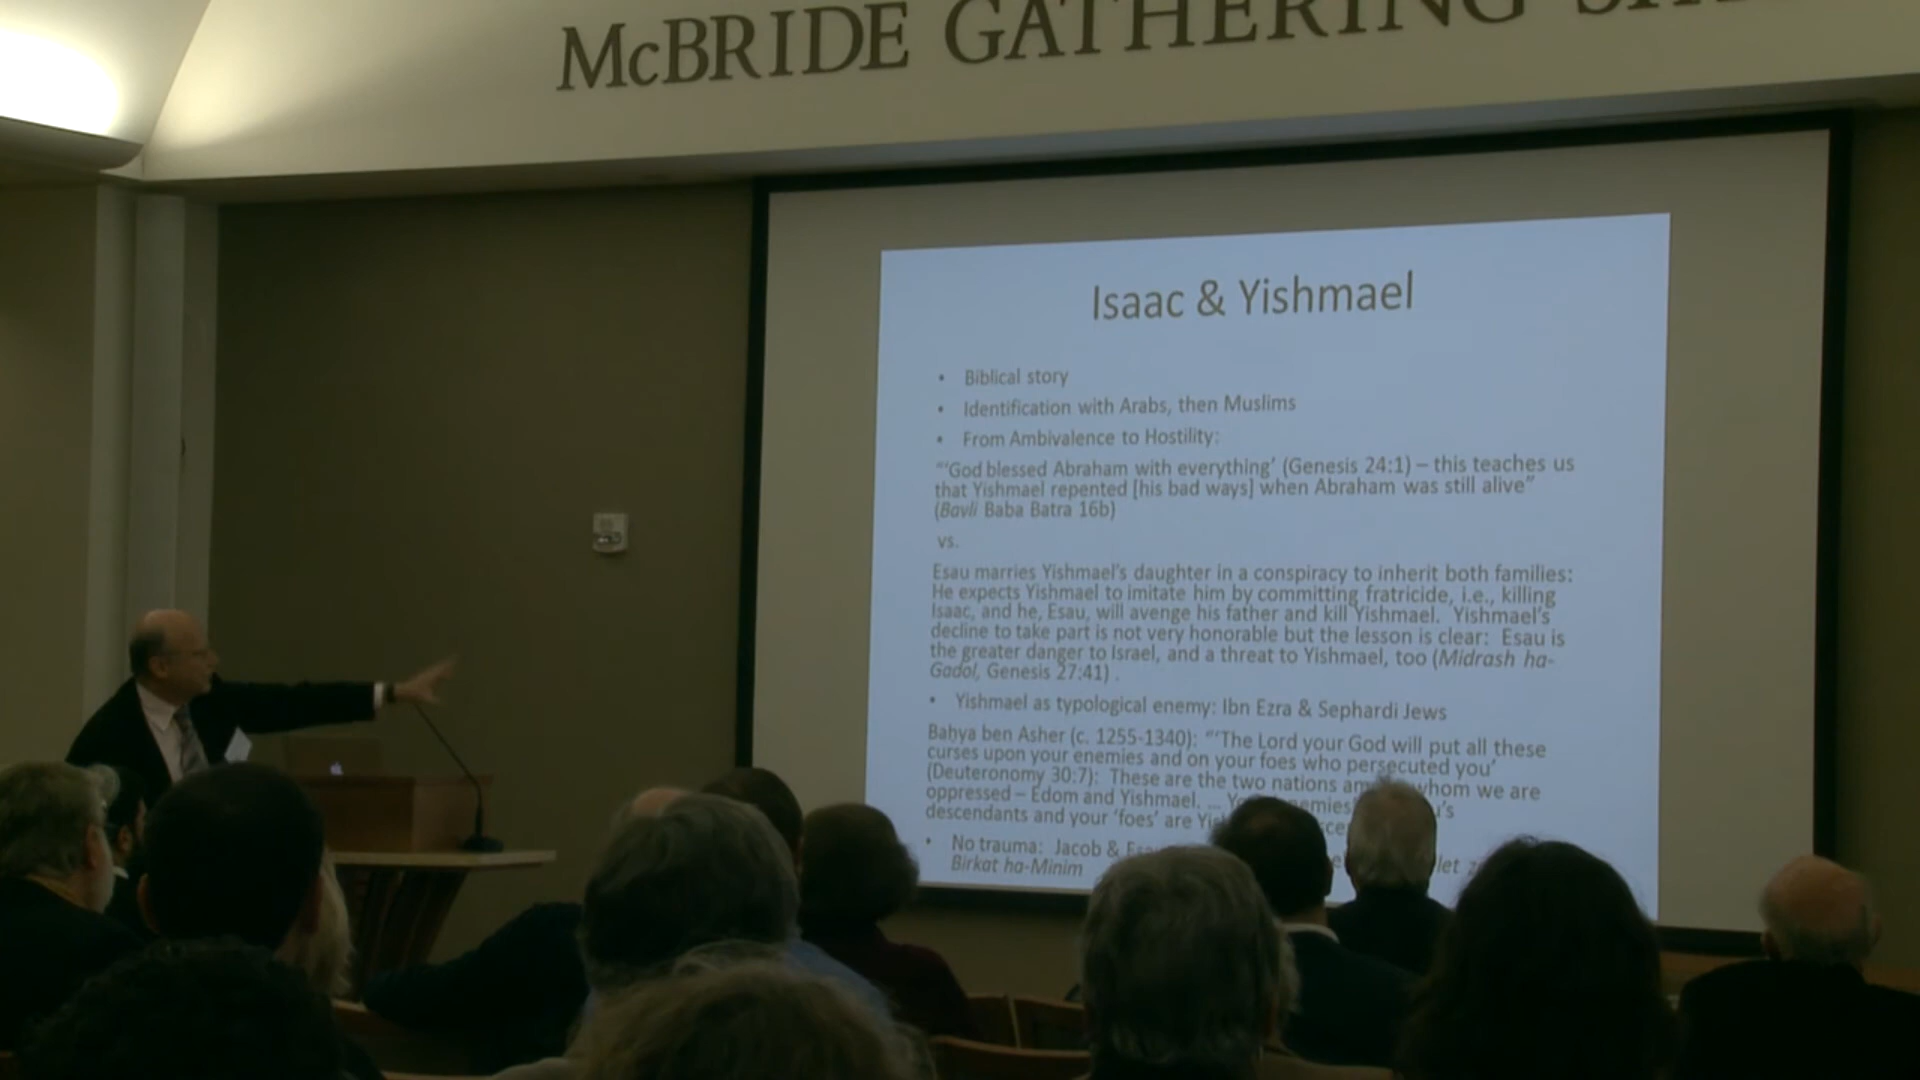 McBRIDE GATHERING
Isaac & Yishmael
• Biblical story
• Identification with Arabs, then Muslims
• From Ambivalence to Hostility:
"'God blessed Abraham with everything' (Genesis 24:1) – this teaches us
that Yishmael repented [his bad ways] when Abraham was still alive"
(Bavli Baba Batra 16b)
vs.
Esau marries Yishmael's daughter in a conspiracy to inherit both families:
He expects Yishmael to imitate him by committing fratricide, i.e., killing
Isaac, and he, Esau, will avenge his father and kill Yishmael. Yishmael's
decline to take part is not very honorable but the lesson is clear: Esau is
the greater danger to Israel, and a threat to Yishmael, too (Midrash ha-
Gadol, Genesis 27:41) .
• Yishmael as typological enemy: Ibn Ezra & Sephardi Jews
Bahya ben Asher (c. 1255-1340): "'The Lord your God will put all these
curses upon your enemies and on your foes who persecuted you'
(Deuteronomy 30:7): These are the two nations whom we are
oppressed – Edom and Yishmael. ...
descendants and your 'foes' are
• No trauma: Jacob &
Birkat ha-Minim